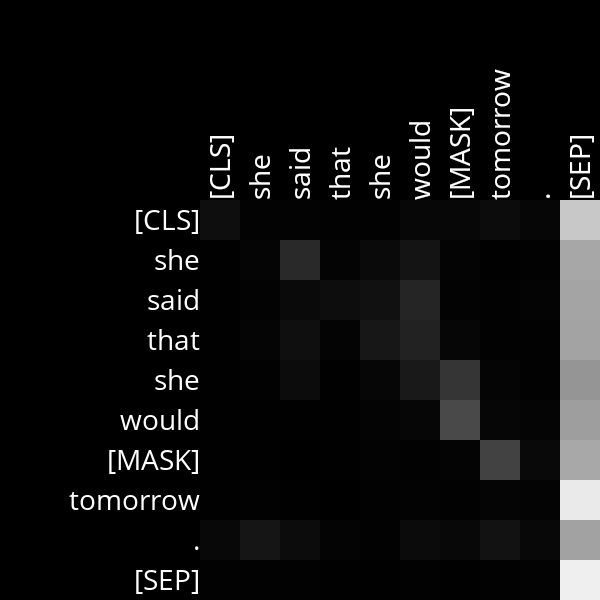 [CLS] she said that she would [MASK] tomorrow . [SEP]
[CLS]
she
said
that
she
would
[MASK]
tomorrow
.
[SEP]